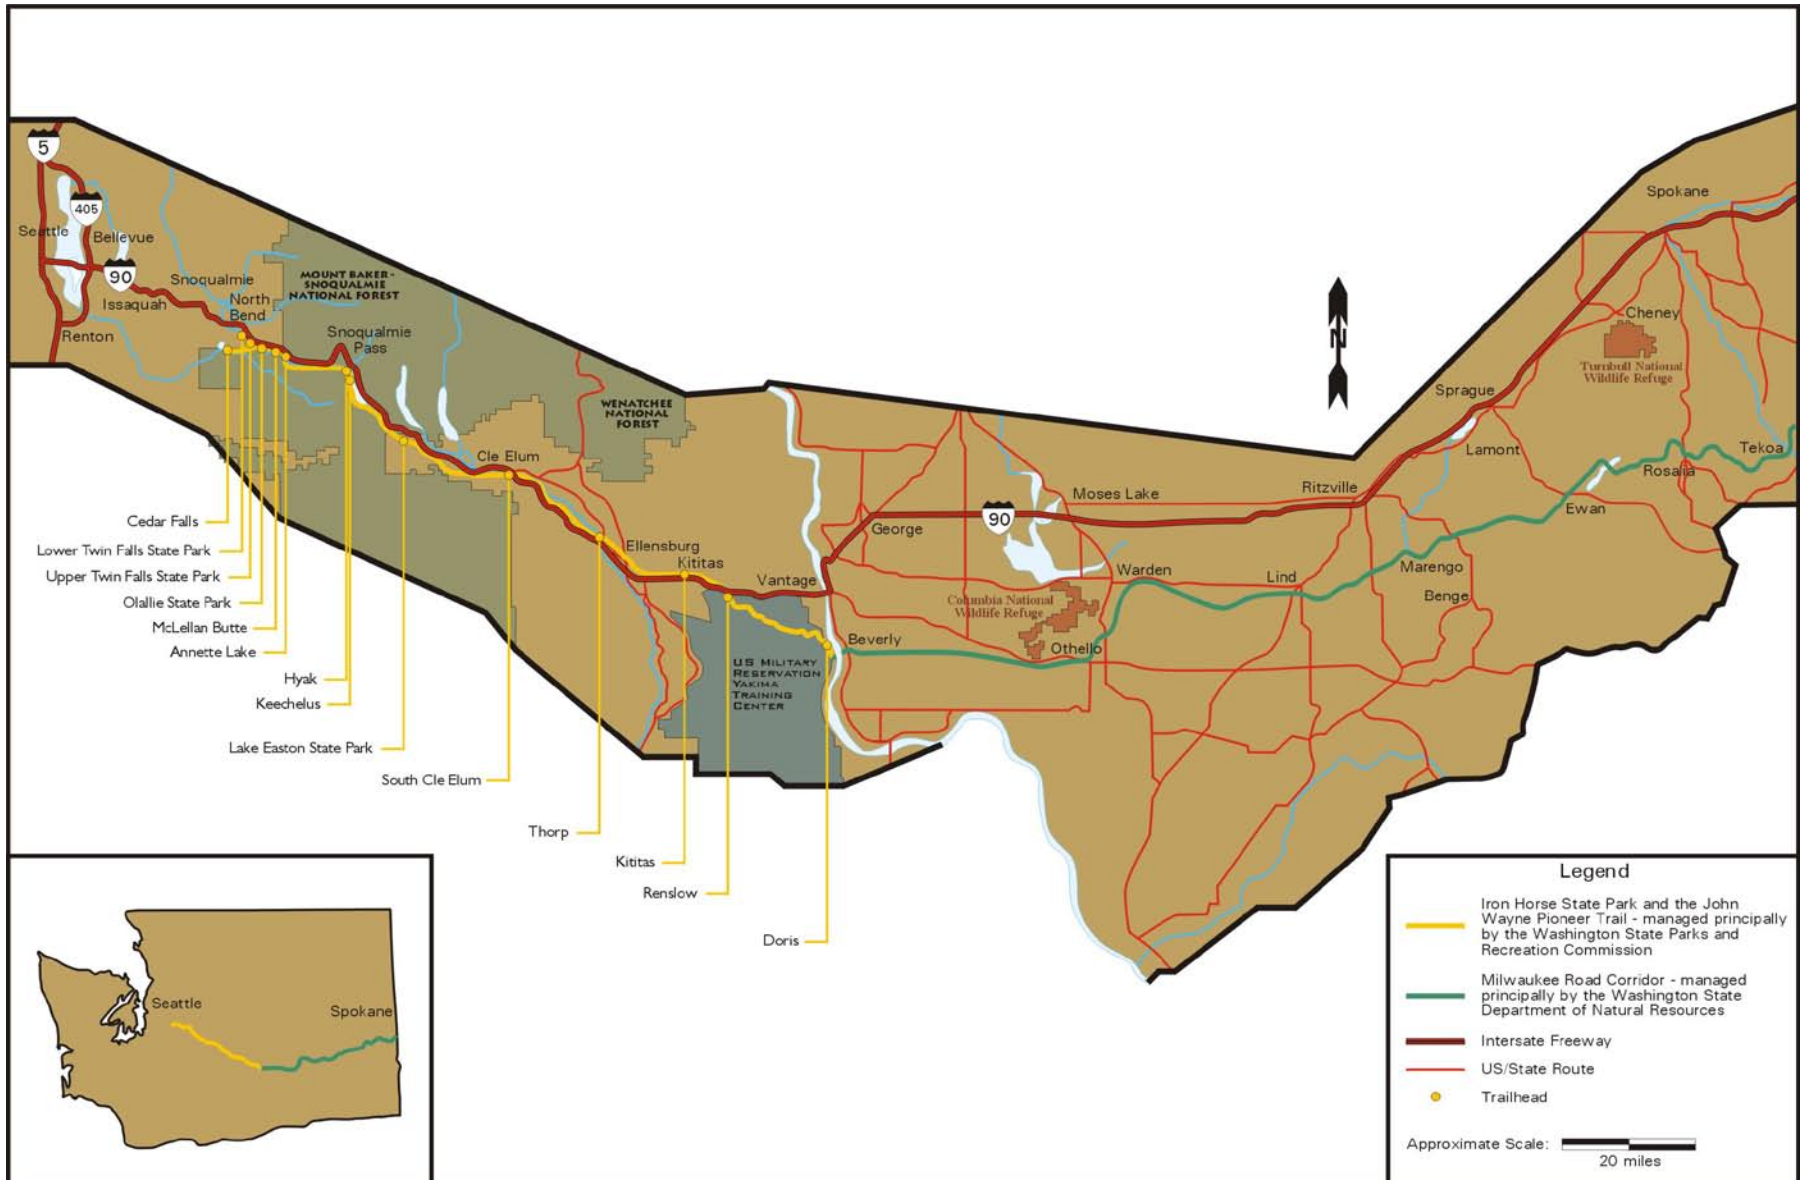 5
405
Seattle
Bellevue
90
Issaquah
Renton
Snoqualmie
North
Bend
MOUNT BAKER -
SNOQUALMIE
NATIONAL FOREST
Snoqualmie
Pass
WENATCHEE
NATIONAL
FOREST
Cle Elum
Ellensburg
Kititas
Vantage
George
90
Moses Lake
Columbia National
Wildlife Refuge
Othello
Warden
Beverly
US MILITARY
RESERVATION
YAKIMA
TRAINING
CENTER
Lind
Ritzville
Marengo
Benge
Sprague
Lamont
Ewan
Rosalia
Tekoa
Spokane
Cheney
Turnbull National
Wildlife Refuge
N
Cedar Falls
Lower Twin Falls State Park
Upper Twin Falls State Park
Olallie State Park
McLellan Butte
Annette Lake
Hyak
Keechelus
Lake Easton State Park
South Cle Elum
Thorp
Kititas
Renslow
Doris
Seattle
Spokane
Legend
Iron Horse State Park and the John
Wayne Pioneer Trail - managed principally
by the Washington State Parks and
Recreation Commission
Milwaukee Road Corridor - managed
principally by the Washington State
Department of Natural Resources
Intersate Freeway
US/State Route
Trailhead
Approximate Scale:
20 miles